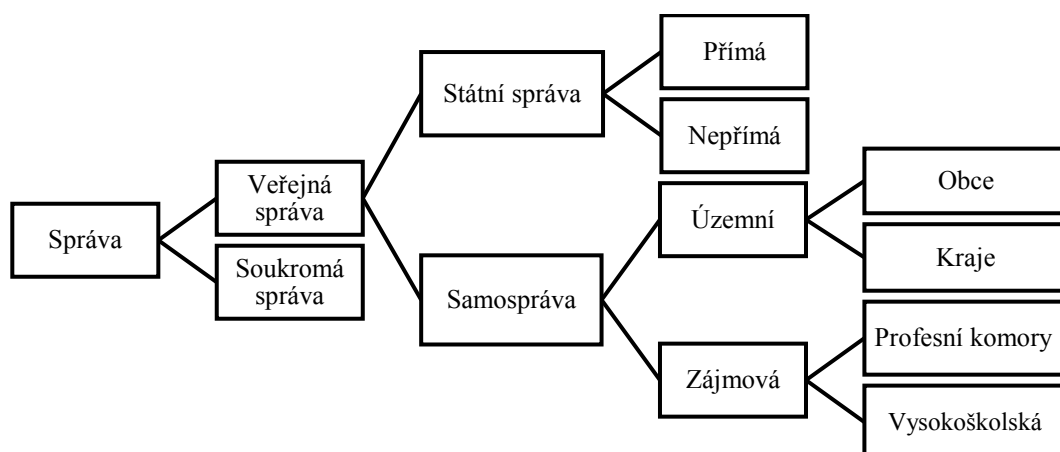 Správa
Veřejná
správa
Soukromá
správa
Státní správa
Samospráva
Přímá
Nepřímá
Územní
Zájmová
Obce
Kraje
Profesní komory
Vysokoškolská